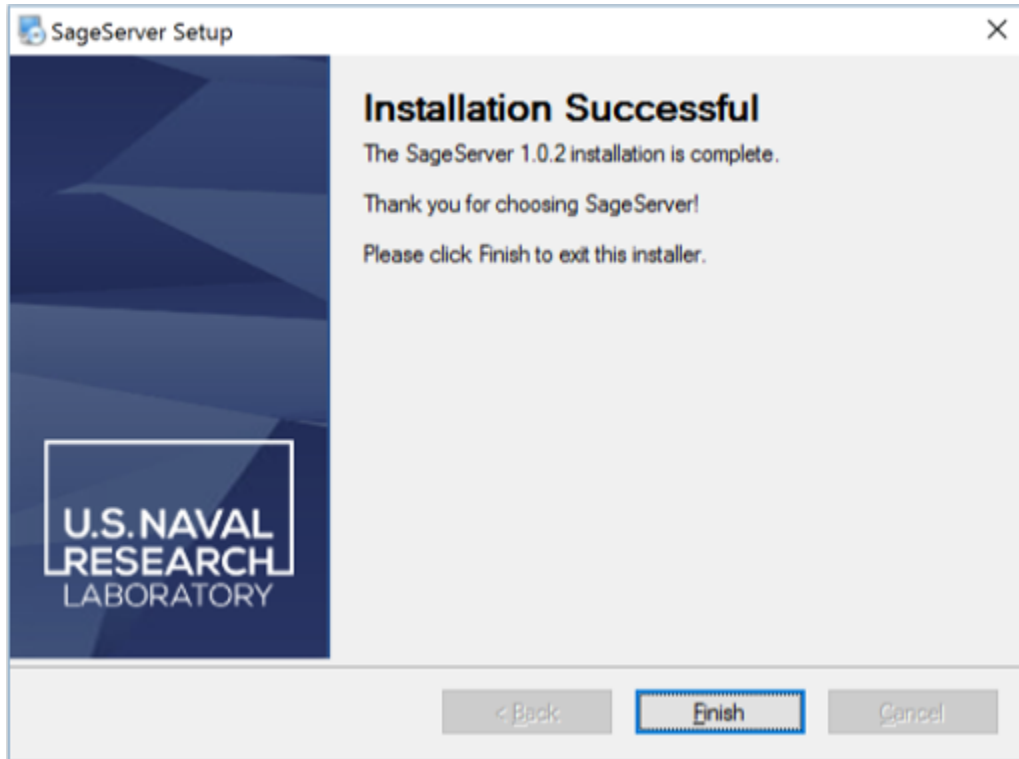 SageServer Setup
Installation Successful
The SageServer 1.0.2 installation is complete.
Thank you for choosing SageServer!
Please click Finish to exit this installer.
U.S. NAVAL
RESEARCH
LABORATORY
< Back
Finish
Cancel